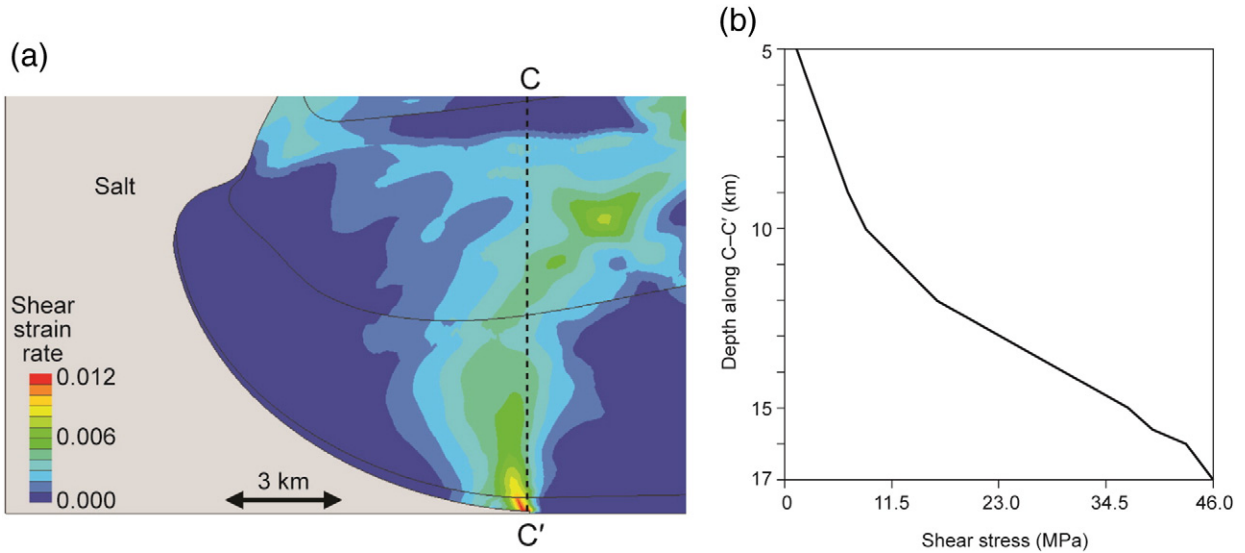 (a)
C
Salt
Shear
strain
rate
0.012
0.006
0.000
3 km
C′
(b)
5
10
15
17
Depth along C–C′ (km)
0
11.5
23.0
34.5
46.0
Shear stress (MPa)